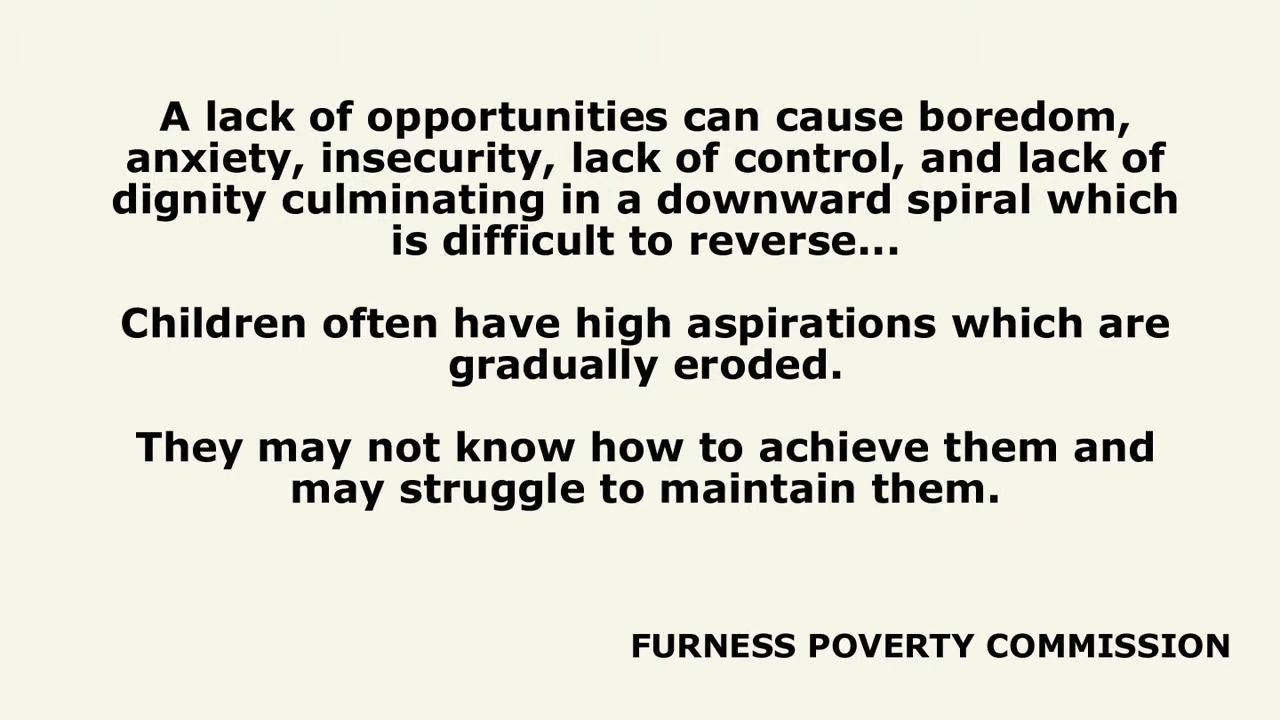 A lack of opportunities can cause boredom,
anxiety, insecurity, lack of control, and lack of
dignity culminating in a downward spiral which
is difficult to reverse...
Children often have high aspirations which are
gradually eroded.
They may not know how to achieve them and
may struggle to maintain them.
FURNESS POVERTY COMMISSION